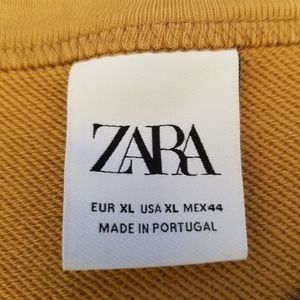 ZARA
EUR XL USA XL MEX44
MADE IN PORTUGAL